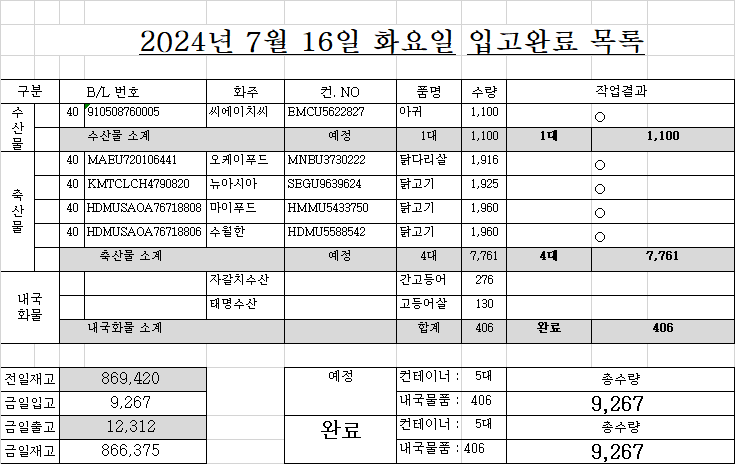 2024년 7월 16일 화요일 입고완료 목록
구분 B/L 번호 화주 컨. NO 품명 수량 작업결과
수산물 40 910508760005 씨에이치씨 EMCU5622827 아귀 1,100 ○
수산물 소계 예정 1대 1,100 1대 1,100
축산물 40 MAEU720106441 오케이푸드 MNBU3730222 닭다리살 1,916 ○
40 KMTCLCH4790820 뉴아시아 SEGU9639624 닭고기 1,925 ○
40 HDMUSAOA76718808 마이푸드 HMMU5433750 닭고기 1,960 ○
40 HDMUSAOA76718806 수월한 HDMU5588542 닭고기 1,960 ○
축산물 소계 예정 4대 7,761 4대 7,761
내국화물 자갈치수산 간고등어 276
태명수산 고등어살 130
내국화물 소계 합계 406 완료 406
전일재고 869,420 예정 컨테이너 : 5대 총수량
금일입고 9,267 내국물품 : 406 9,267
금일출고 12,312 완료 컨테이너 : 5대 총수량
금일재고 866,375 내국물품 : 406 9,267